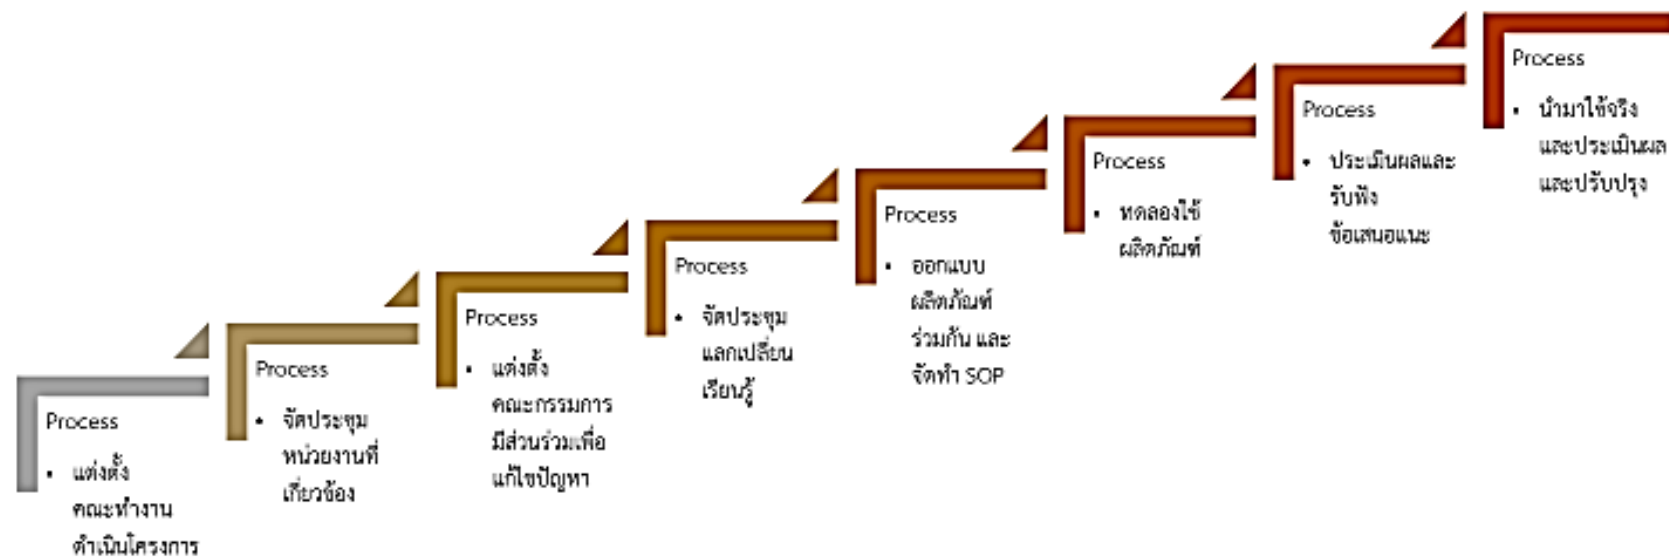 Process
• แต่งตั้ง
คณะทำงาน
ดำเนินโครงการ
Process
• จัดประชุม
หน่วยงานที่
เกี่ยวข้อง
Process
• แต่งตั้ง
คณะกรรมการ
มีส่วนร่วมเพื่อ
แก้ไขปัญหา
Process
• จัดประชุม
แลกเปลี่ยน
เรียนรู้
Process
• ออกแบบ
ผลิตภัณฑ์
ร่วมกัน และ
จัดทำ SOP
Process
• ทดลองใช้
ผลิตภัณฑ์
Process
• ประเมินผลและ
รับฟัง
ข้อเสนอแนะ
Process
• นำมาใช้จริง
และประเมินผล
และปรับปรุง